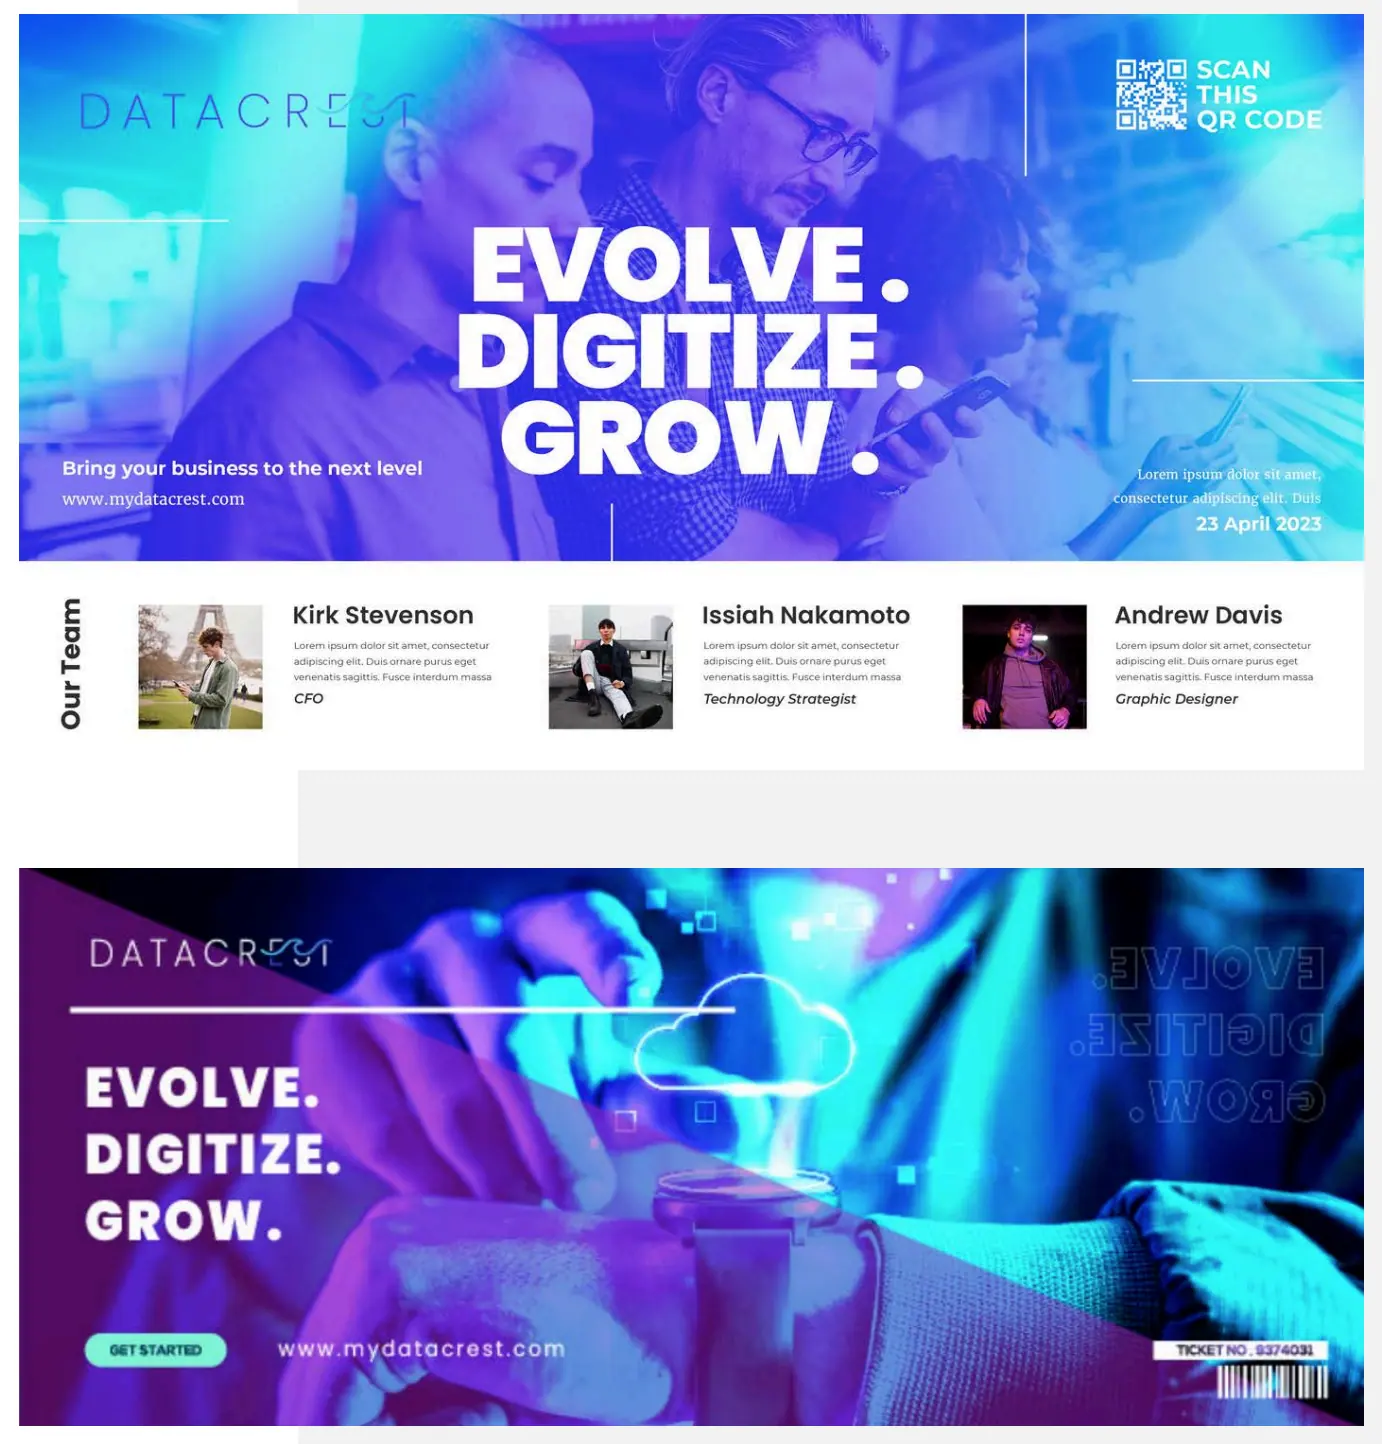 DATACREST
SCAN
THIS
QR CODE
EVOLVE.
DIGITIZE.
GROW.
Bring your business to the next level
www.mydatacrest.com
Lorem ipsum dolor sit amet,
consectetur adipiscing elit. Duis
23 April 2023
Our Team
Kirk Stevenson
Lorem ipsum dolor sit amet, consectetur
adipiscing elit. Duis ornare purus eget
venenatis sagittis. Fusce interdum massa
CFO
Issiah Nakamoto
Lorem ipsum dolor sit amet, consectetur
adipiscing elit. Duis ornare purus eget
venenatis sagittis. Fusce interdum massa
Technology Strategist
Andrew Davis
Lorem ipsum dolor sit amet, consectetur
adipiscing elit. Duis ornare purus eget
venenatis sagittis. Fusce interdum massa
Graphic Designer
DATACREST
EVOLVE.
DIGITIZE.
GROW.
EVOLVE.
DIGITIZE.
GROW.
GET STARTED
www.mydatacrest.com
TICKET NO . 9374031